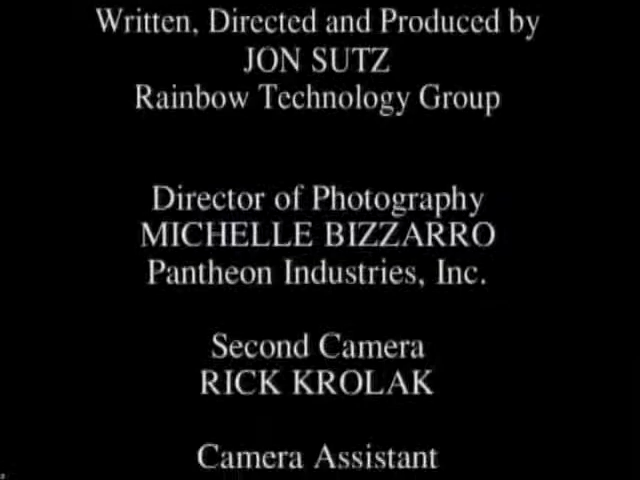 Written, Directed and Produced by
JON SUTZ
Rainbow Technology Group
Director of Photography
MICHELLE BIZZARRO
Pantheon Industries, Inc.
Second Camera
RICK KROLAK
Camera Assistant